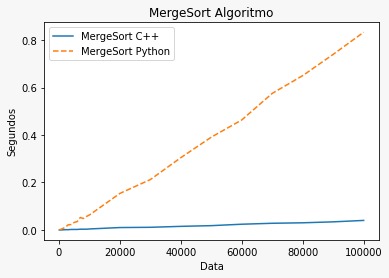 MergeSort Algoritmo
MergeSort C++
MergeSort Python
0.8
0.6
0.4
0.2
0.0
Segundos
0
20000
40000
60000
80000
100000
Data